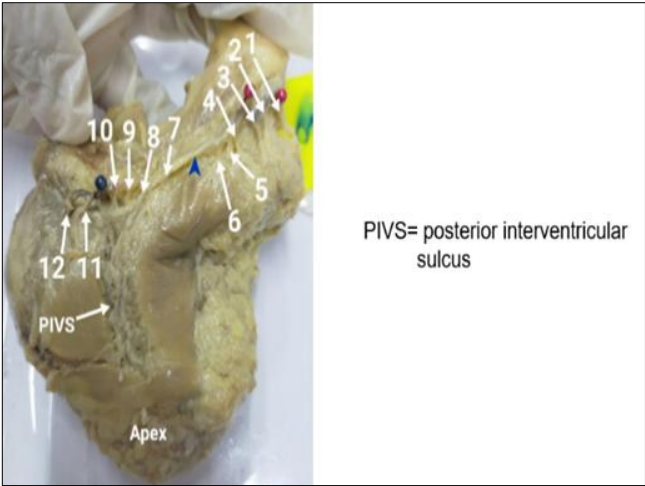 1
2
3
4
10 9 8 7
5
6
12 11
PIVS
Apex
PIVS= posterior interventricular
sulcus